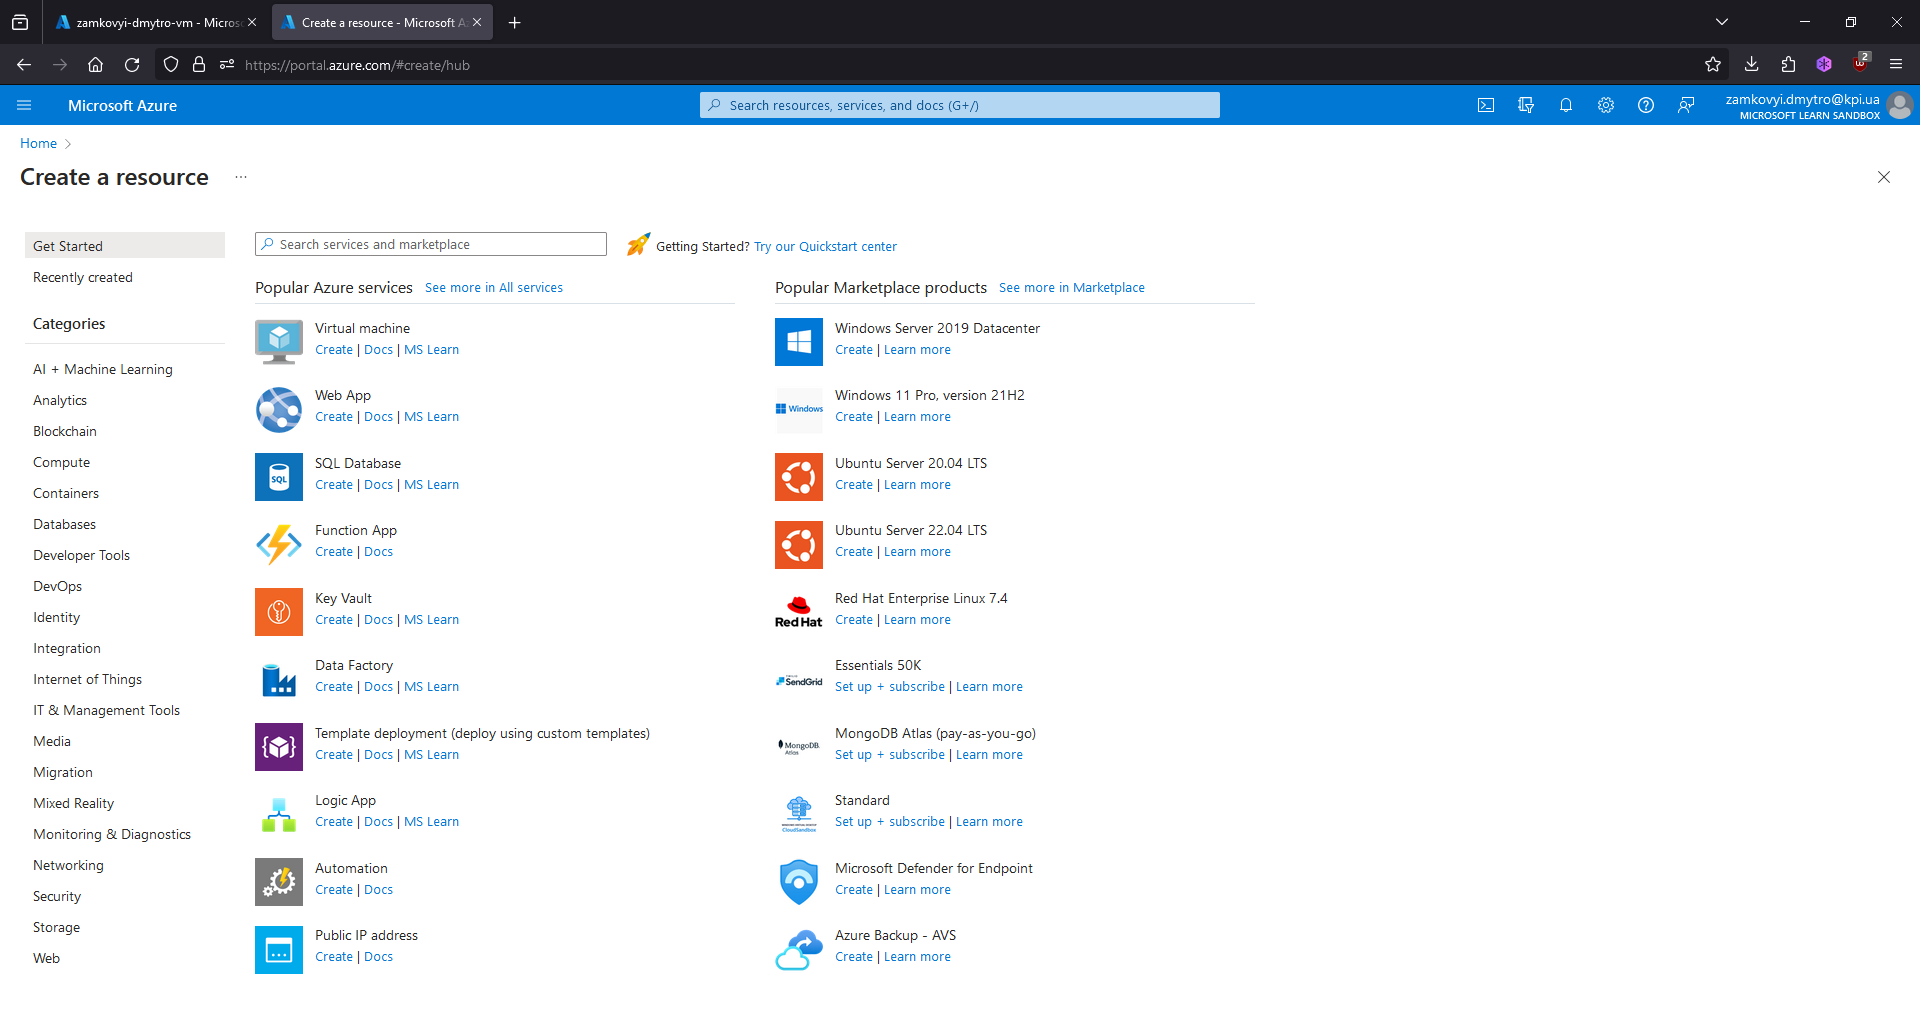 zamkovyi-dmytro-vm - Micros
Create a resource - Microsoft A
https://portal.azure.com/#create/hub
2
Microsoft Azure
Search resources, services, and docs (G+/)
zamkovyi.dmytro@kpi.ua
MICROSOFT LEARN SANDBOX
Home
Create a resource
Get Started
Recently created
Categories
AI + Machine Learning
Analytics
Blockchain
Compute
Containers
Databases
Developer Tools
DevOps
Identity
Integration
Internet of Things
IT & Management Tools
Media
Migration
Mixed Reality
Monitoring & Diagnostics
Networking
Security
Storage
Web
Search services and marketplace
Getting Started? Try our Quickstart center
Popular Azure services See more in All services
Virtual machine
Create | Docs | MS Learn
Web App
Create | Docs | MS Learn
SQL
SQL Database
Create | Docs | MS Learn
Function App
Create | Docs
Key Vault
Create | Docs | MS Learn
Data Factory
Create | Docs | MS Learn
Template deployment (deploy using custom templates)
Create | Docs | MS Learn
Logic App
Create | Docs | MS Learn
Automation
Create | Docs
Public IP address
Create | Docs
Popular Marketplace products See more in Marketplace
Windows Server 2019 Datacenter
Create | Learn more
Windows
Windows 11 Pro, version 21H2
Create | Learn more
Ubuntu Server 20.04 LTS
Create | Learn more
Ubuntu Server 22.04 LTS
Create | Learn more
Red Hat
Red Hat Enterprise Linux 7.4
Create | Learn more
SendGrid
Essentials 50K
Set up + subscribe | Learn more
MongoDB.
Atlas
MongoDB Atlas (pay-as-you-go)
Set up + subscribe | Learn more
CloudSandbox
Standard
Set up + subscribe | Learn more
Microsoft Defender for Endpoint
Create | Learn more
Azure Backup - AVS
Create | Learn more